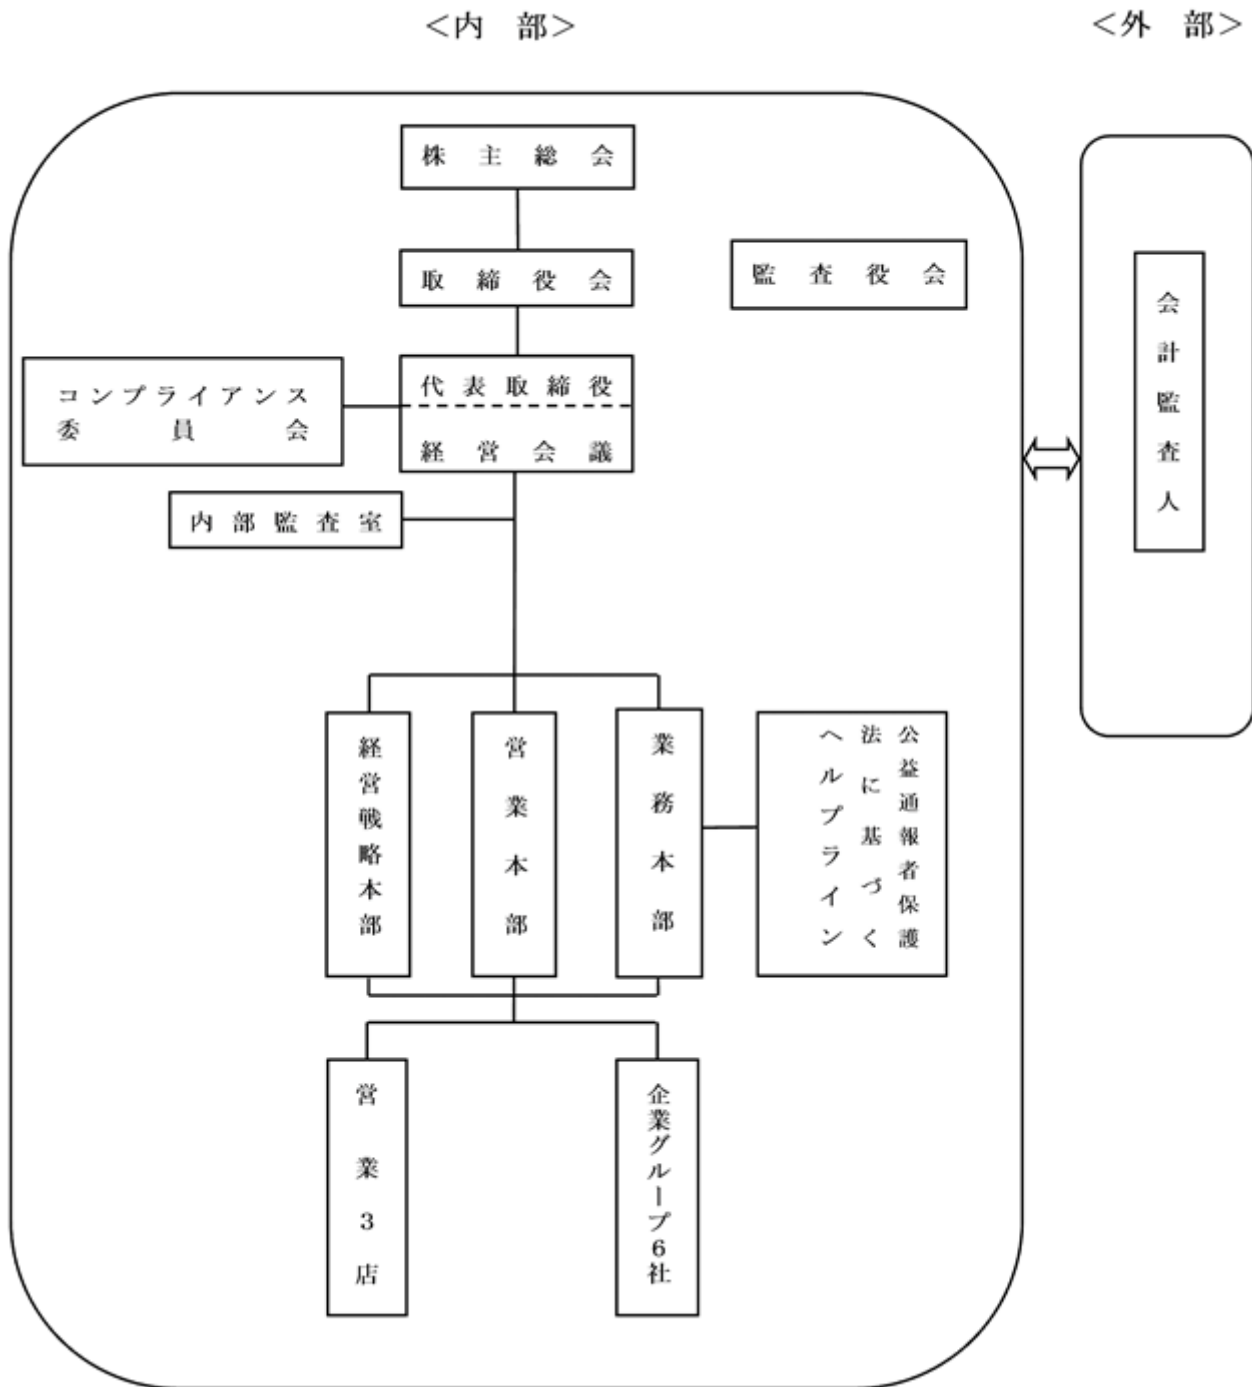 ＜内　部＞
＜外　部＞
株主総会
取締役会
監査役会
代表取締役
経営会議
コンプライアンス
委員会
内部監査室
会計監査人
経営戦略本部
営業本部
業務本部
公益通報者保護
法に基づく
ヘルプライン
営業3店
企業グループ6社